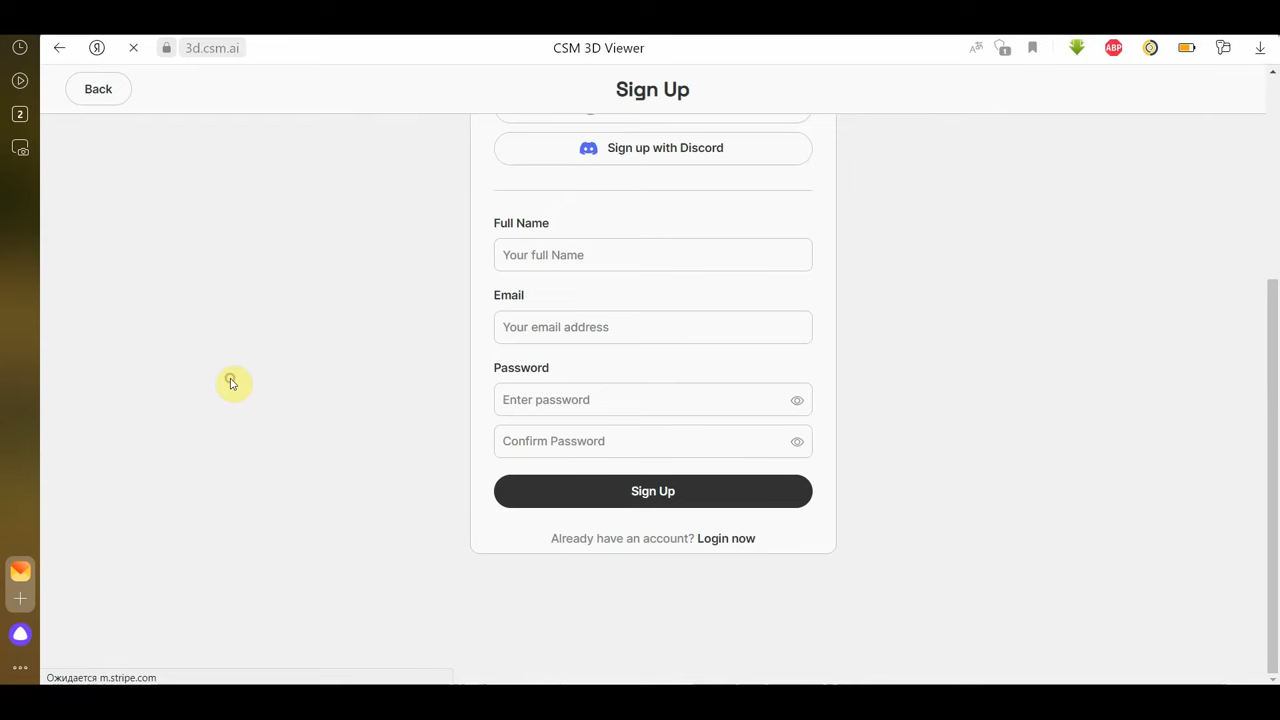 3d.csm.ai
CSM 3D Viewer
ABP
2
Back
Sign Up
Sign up with Discord
Full Name
Your full Name
Email
Your email address
Password
Enter password
Confirm Password
Sign Up
Already have an account? Login now
Ожидается m.stripe.com